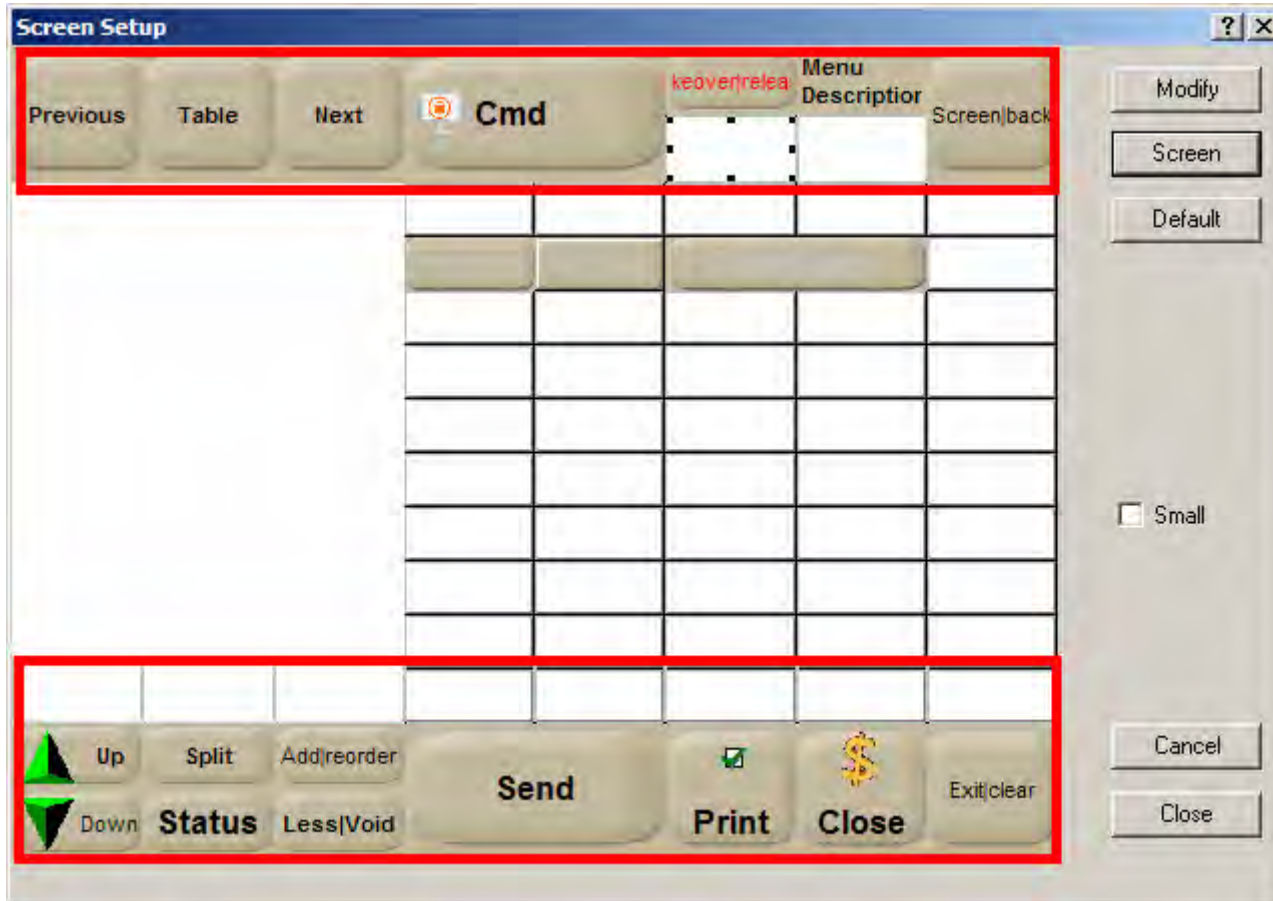 Screen Setup
? X
Previous
Table
Next
Cmd
keover|relea
Menu
Description
Screen|back
Modify
Screen
Default
Small
Up
Split
Add|reorder
Send
Print
Close
Exit|clear
Down
Status
Less|Void
Cancel
Close